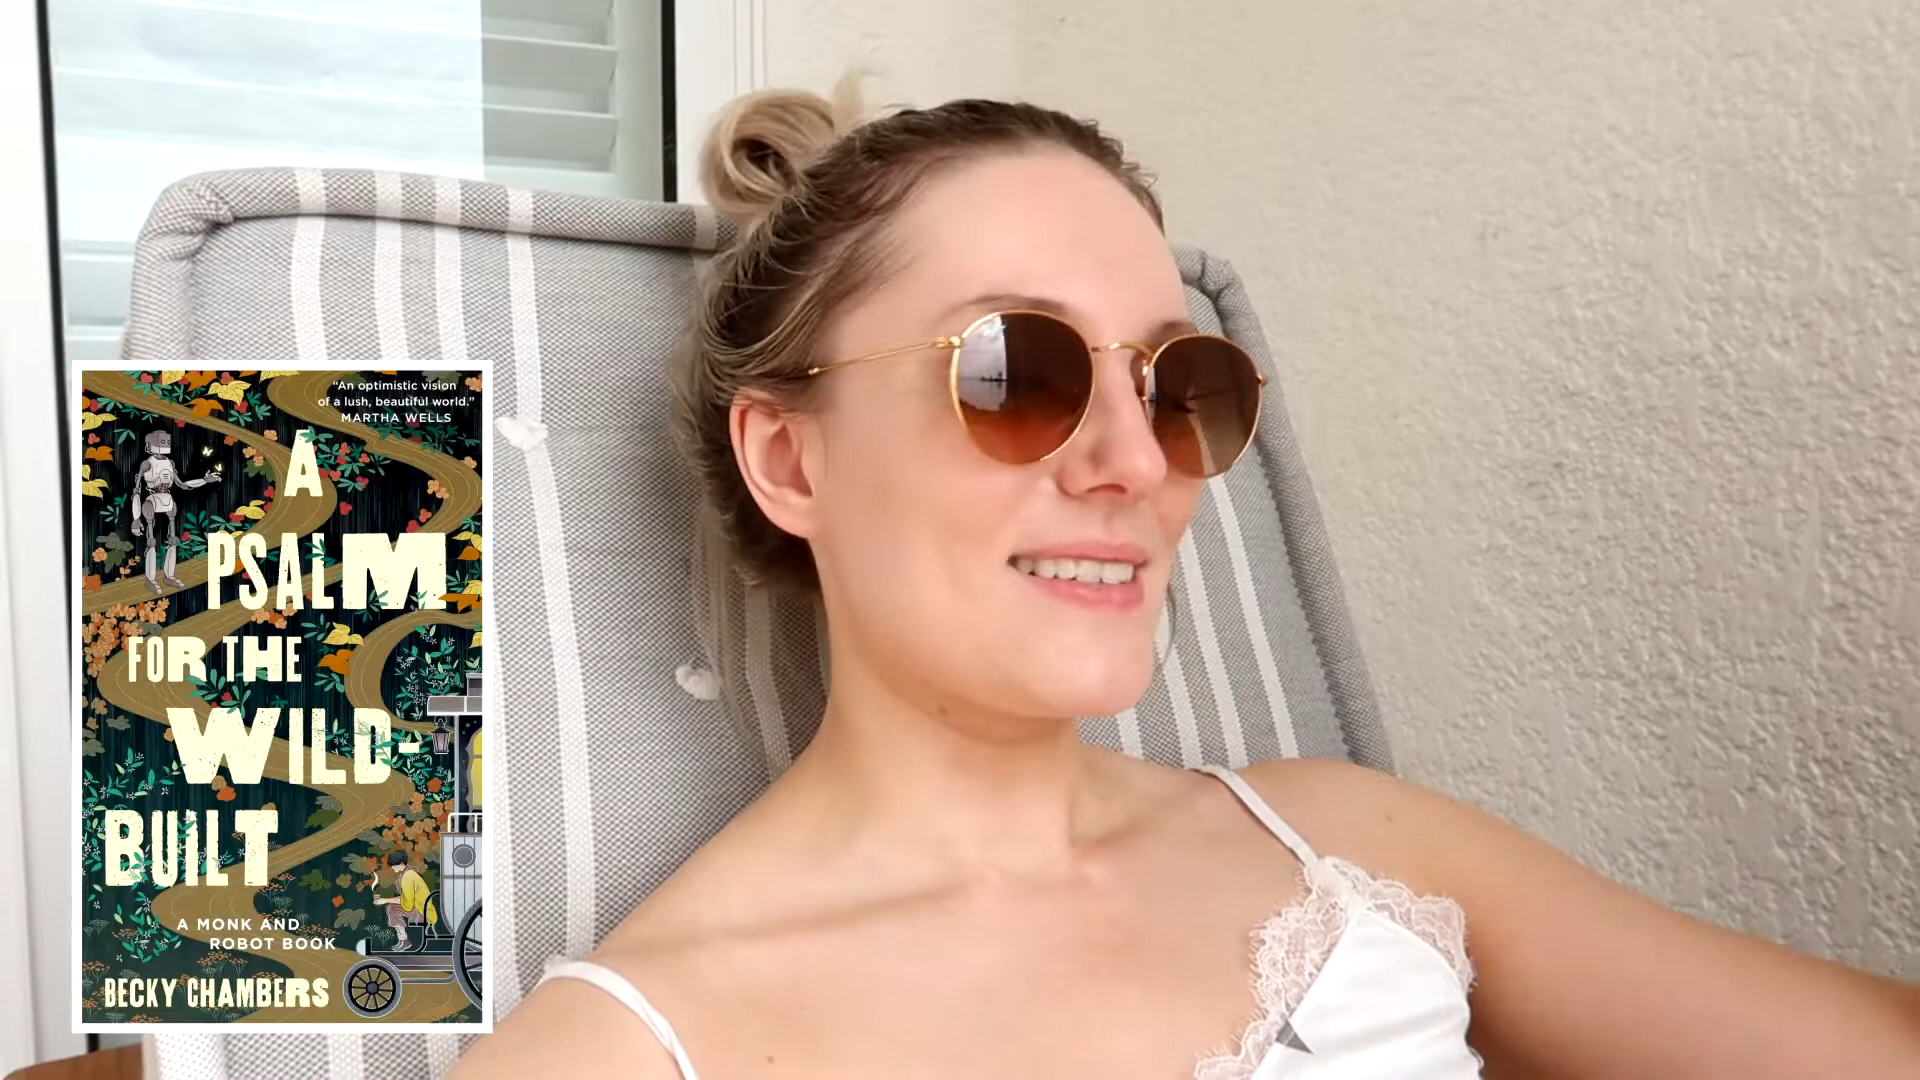 “An optimistic vision
of a lush, beautiful world.”
MARTHA WELLS
A
PSALM
FOR THE
WILD-
BUILT
A MONK AND
ROBOT BOOK
BECKY CHAMBERS